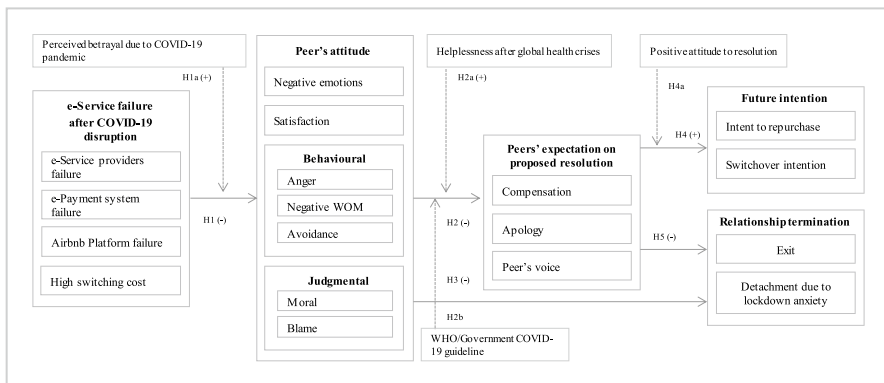 Perceived betrayal due to COVID-19
pandemic
H1a (+)
e-Service failure
after COVID-19
disruption
e-Service providers
failure
e-Payment system
failure
Airbnb Platform failure
High switching cost
H1 (-)
Peer's attitude
Negative emotions
Satisfaction
Behavioural
Anger
Negative WOM
Avoidance
Judgmental
Moral
Blame
Helplessness after global health crises
H2a (+)
H2 (-)
H3 (-)
H2b
WHO/Government COVID-
19 guideline
Peers' expectation on
proposed resolution
Compensation
Apology
Peer's voice
Positive attitude to resolution
H4a
H4 (+)
H5 (-)
Future intention
Intent to repurchase
Switchover intention
Relationship termination
Exit
Detachment due to
lockdown anxiety